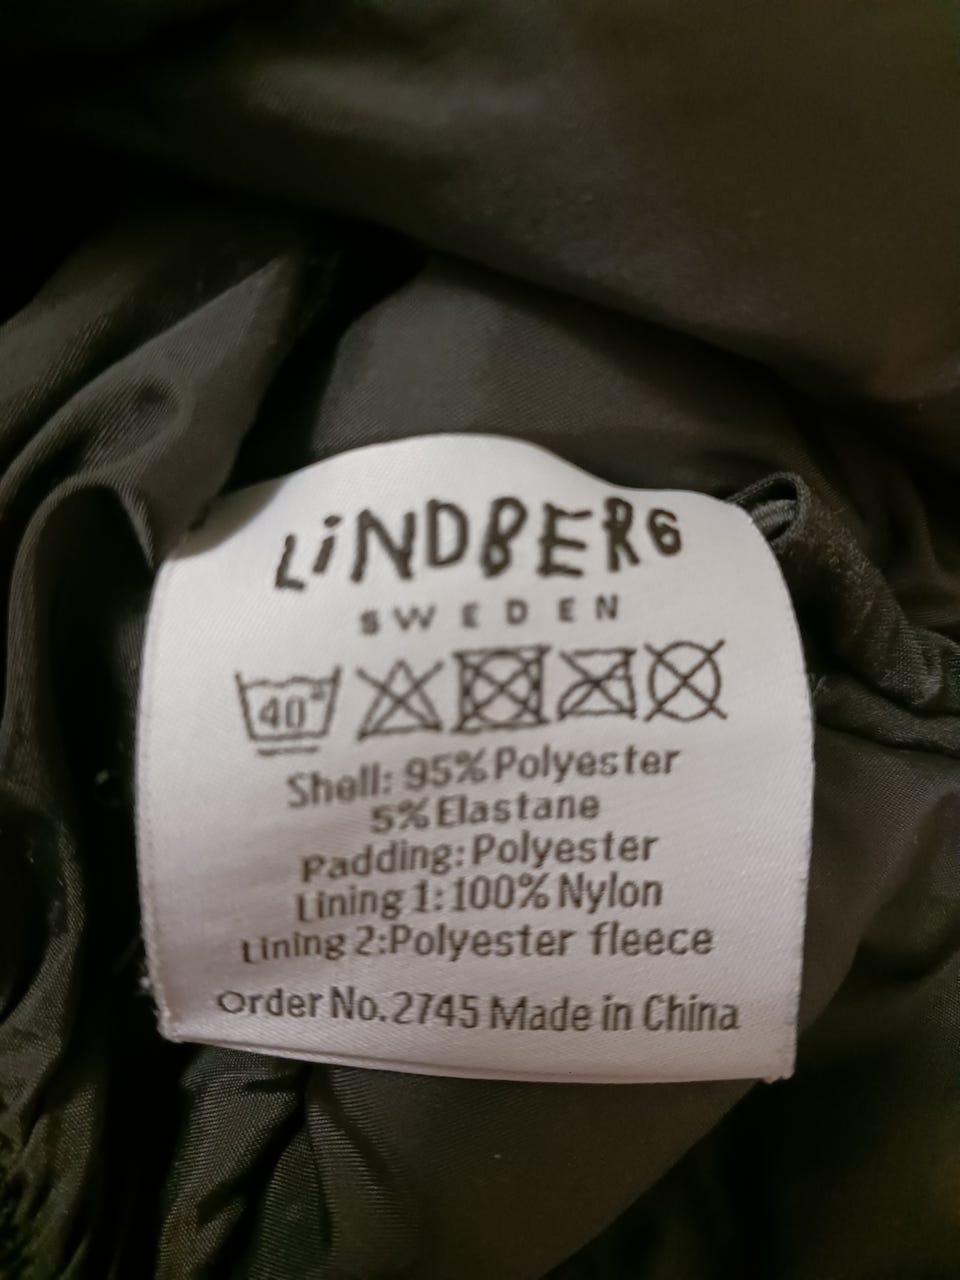 LiNDBERG
SWEDEN
40°
Shell: 95% Polyester
5% Elastane
Padding: Polyester
Lining 1: 100% Nylon
Lining 2:Polyester fleece
Order No. 2745 Made in China